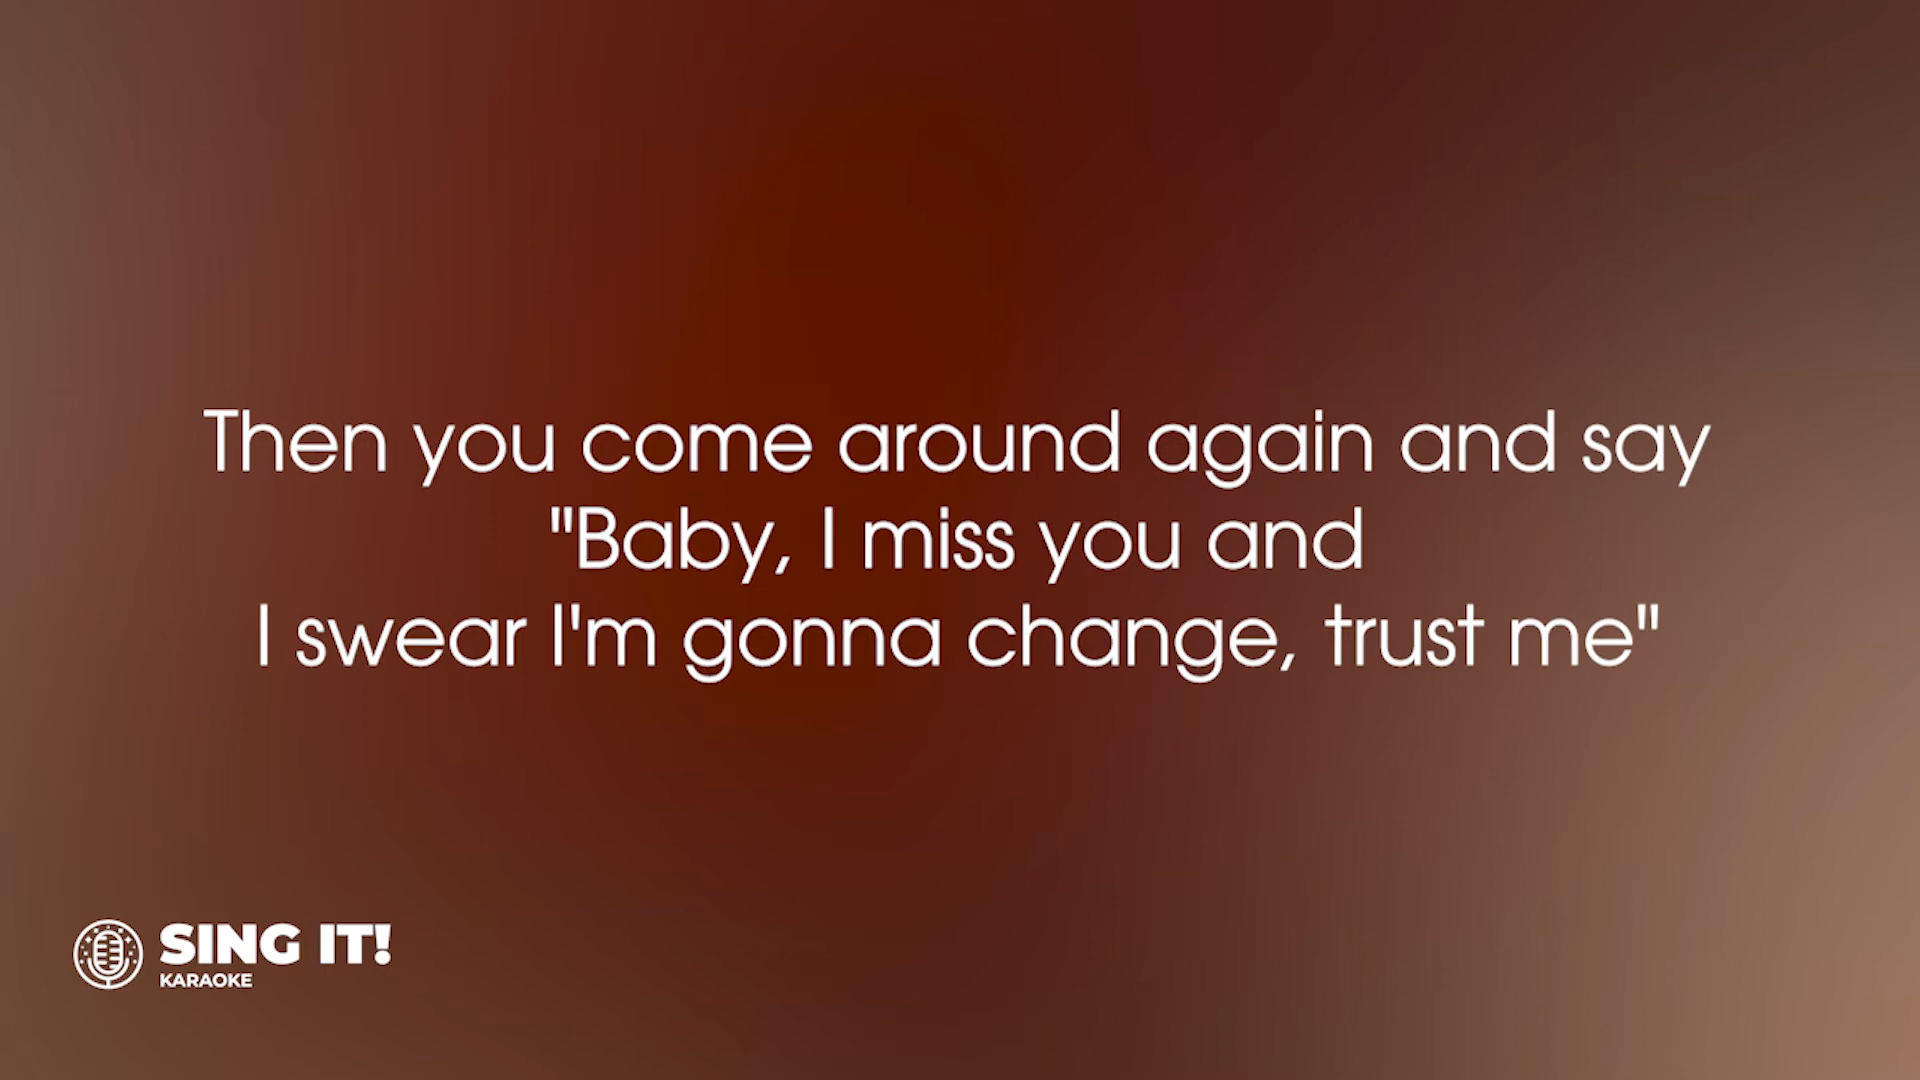 Then you come around again and say
"Baby, I miss you and
I swear I'm gonna change, trust me"
SING IT!
KARAOKE